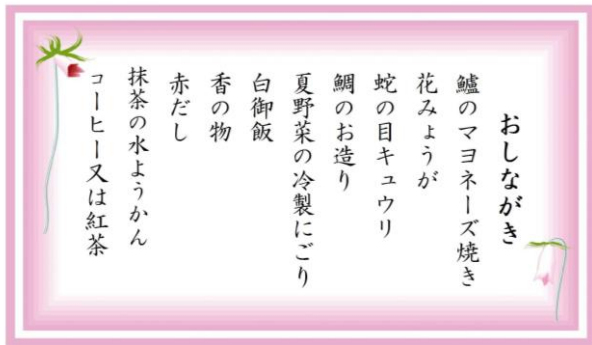 おしながき
鱸のマヨネーズ焼き
花みょうが
蛇の目キュウリ
鯛のお造り
夏野菜の冷製にごり
白御飯
香の物
赤だし
抹茶の水ようかん
コーヒー又は紅茶